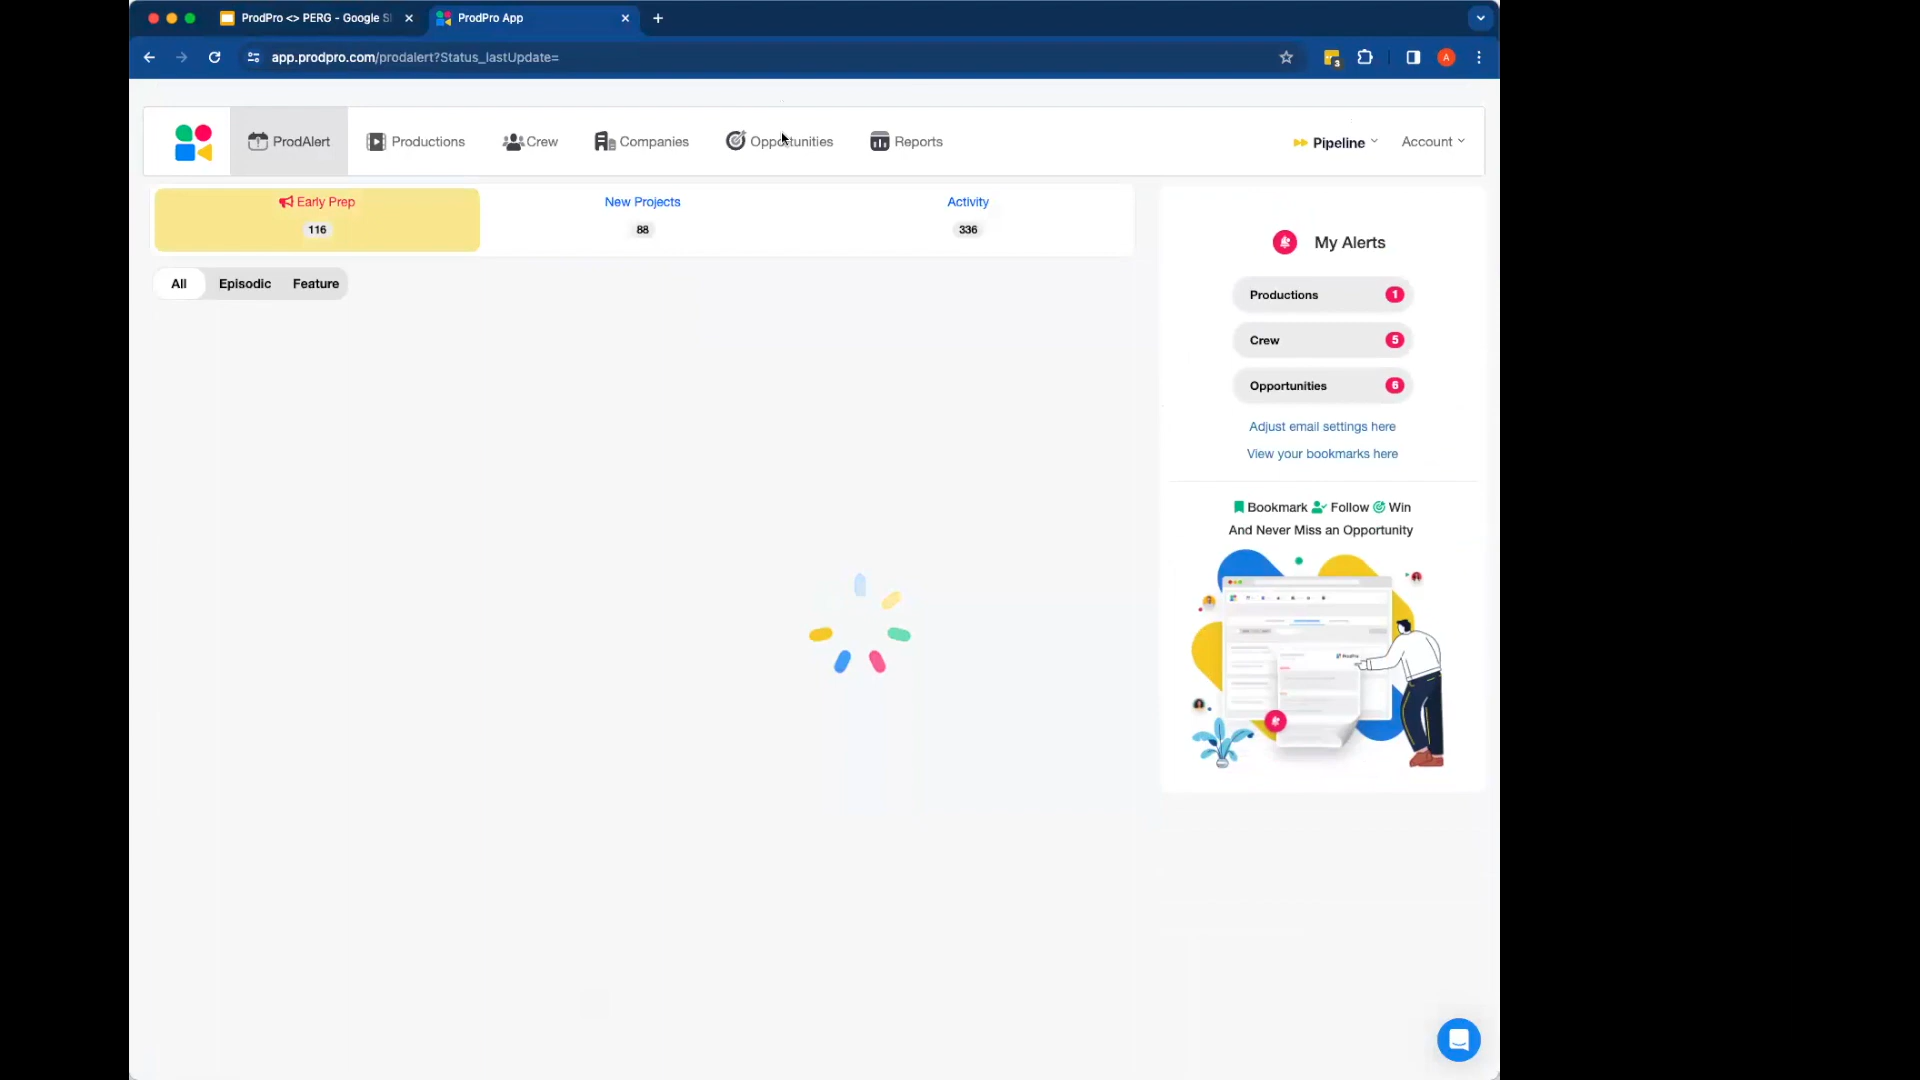 ProdPro <> PERG - Google Sl
ProdPro App
app.prodpro.com/prodalert?Status_lastUpdate=
3
A
ProdAlert
Productions
Crew
Companies
Opportunities
Reports
Pipeline
Account
Early Prep
116
New Projects
88
Activity
336
All
Episodic
Feature
My Alerts
Productions 1
Crew 5
Opportunities 6
Adjust email settings here
View your bookmarks here
Bookmark Follow Win
And Never Miss an Opportunity
ProdPro